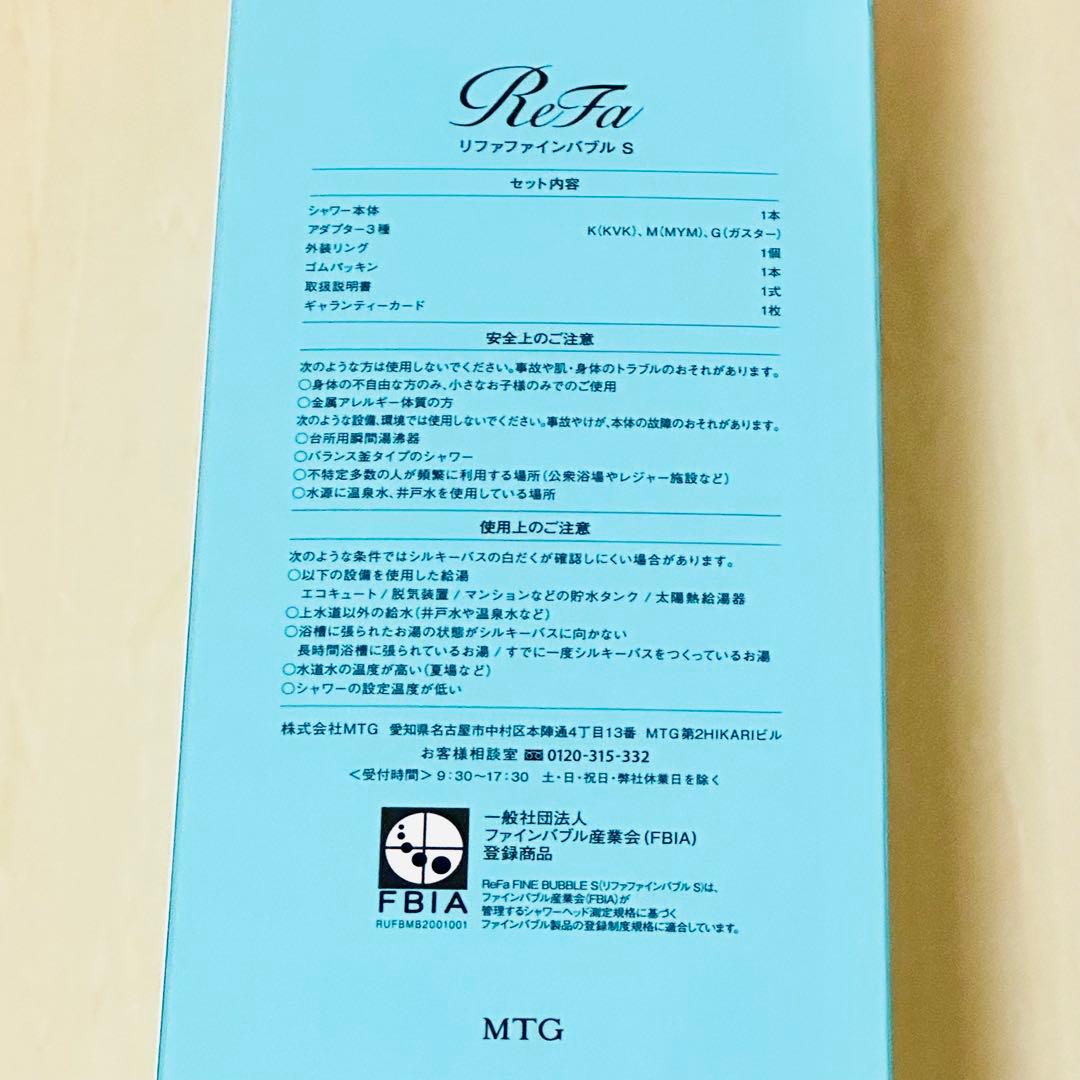 ReFa
リファファインバブル S
セット内容
シャワー本体 1本
アダプター3種 K(KVK)、M(MYM)、G(ガスター)
外装リング 1個
ゴムパッキン 1本
取扱説明書 1式
ギャランティーカード 1枚
安全上のご注意
次のような方は使用しないでください。事故や肌・身体のトラブルのおそれがあります。
○身体の不自由な方のみ、小さなお子様のみでのご使用
○金属アレルギー体質の方
次のような設備、環境では使用しないでください。事故やけが、本体の故障のおそれがあります。
○台所用瞬間湯沸器
○バランス釜タイプのシャワー
○不特定多数の人が頻繁に利用する場所(公衆浴場やレジャー施設など)
○水源に温泉水、井戸水を使用している場所
使用上のご注意
次のような条件ではシルキーバスの白だくが確認しにくい場合があります。
○以下の設備を使用した給湯
エコキュート / 脱気装置 / マンションなどの貯水タンク / 太陽熱給湯器
○上水道以外の給水(井戸水や温泉水など)
○浴槽に張られたお湯の状態がシルキーバスに向かない
長時間浴槽に張られているお湯 / すでに一度シルキーバスをつくっているお湯
○水道水の温度が高い(夏場など)
○シャワーの設定温度が低い
株式会社MTG 愛知県名古屋市中村区本陣通4丁目13番 MTG第2HIKARIビル
お客様相談室 0120-315-332
<受付時間> 9:30〜17:30 土・日・祝日・弊社休業日を除く
一般社団法人
ファインバブル産業会(FBIA)
登録商品
FBIA
RUFBMB2001001
ReFa FINE BUBBLE S(リファファインバブル S)は、
ファインバブル産業会(FBIA)が
管理するシャワーヘッド測定規格に基づく
ファインバブル製品の登録制度規格に適合しています。
MTG